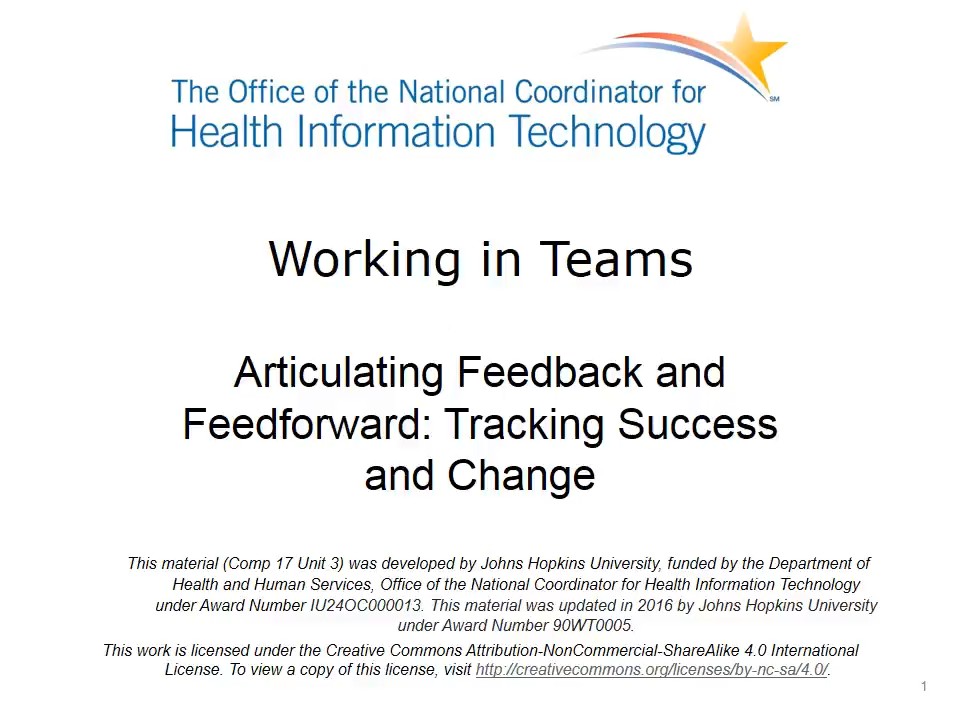 The Office of the National Coordinator for
Health Information Technology
SM
Working in Teams
Articulating Feedback and
Feedforward: Tracking Success
and Change
This material (Comp 17 Unit 3) was developed by Johns Hopkins University, funded by the Department of
Health and Human Services, Office of the National Coordinator for Health Information Technology
under Award Number IU24OC000013. This material was updated in 2016 by Johns Hopkins University
under Award Number 90WT0005.
This work is licensed under the Creative Commons Attribution-NonCommercial-ShareAlike 4.0 International
License. To view a copy of this license, visit http://creativecommons.org/licenses/by-nc-sa/4.0/.
1